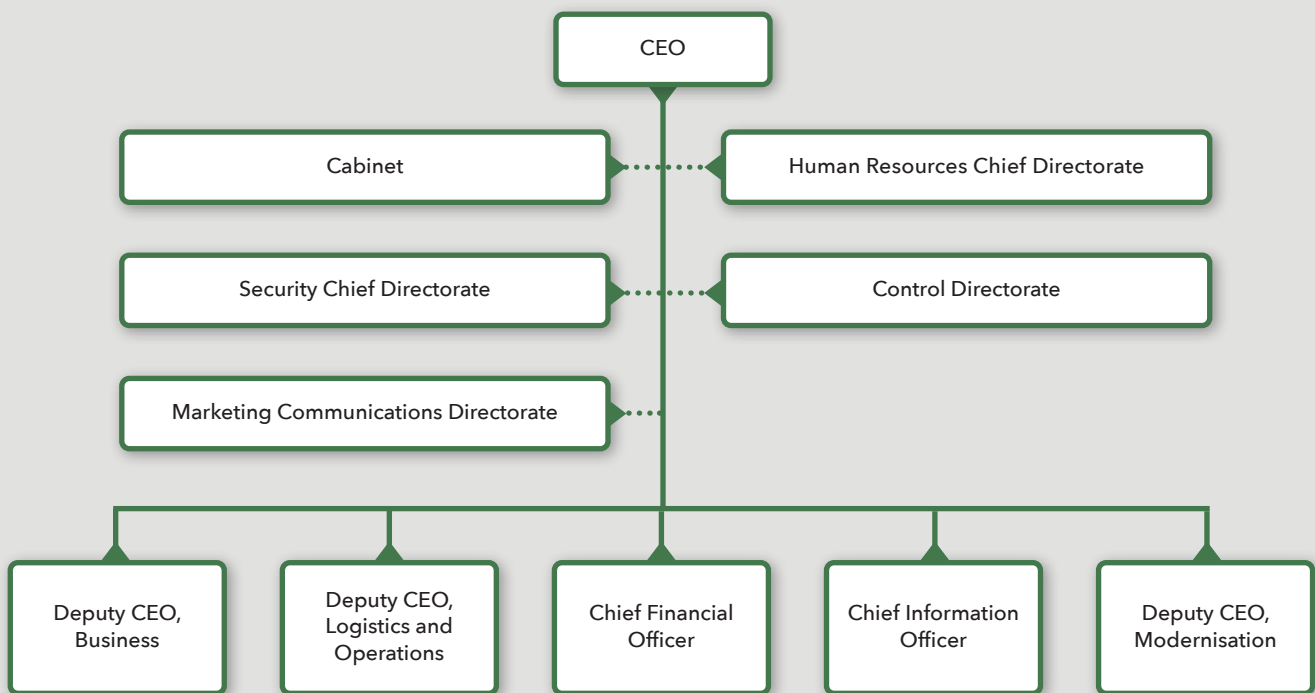 CEO
Cabinet
Human Resources Chief Directorate
Security Chief Directorate
Control Directorate
Marketing Communications Directorate
Deputy CEO,
Business
Deputy CEO,
Logistics and
Operations
Chief Financial
Officer
Chief Information
Officer
Deputy CEO,
Modernisation